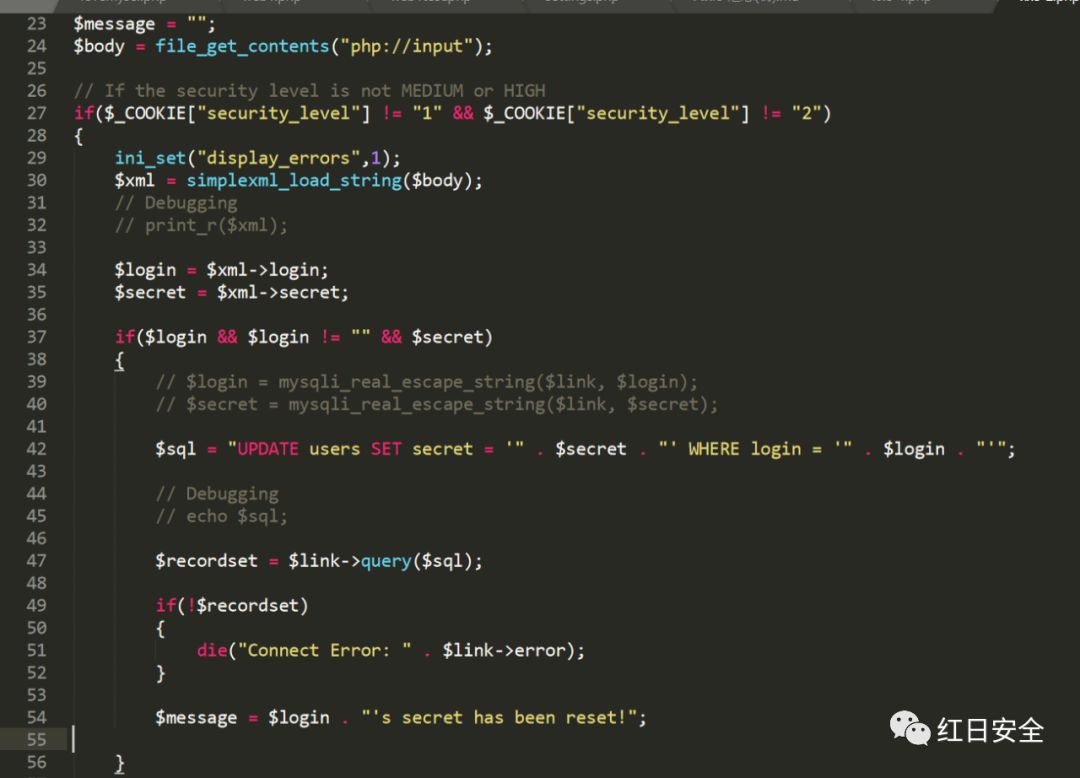 23 $message = "";
24 $body = file_get_contents("php://input");
25
26 // If the security level is not MEDIUM or HIGH
27 if($_COOKIE["security_level"] != "1" && $_COOKIE["security_level"] != "2")
28 {
29 ini_set("display_errors",1);
30 $xml = simplexml_load_string($body);
31 // Debugging
32 // print_r($xml);
33
34 $login = $xml->login;
35 $secret = $xml->secret;
36
37 if($login && $login != "" && $secret)
38 {
39 // $login = mysqli_real_escape_string($link, $login);
40 // $secret = mysqli_real_escape_string($link, $secret);
41
42 $sql = "UPDATE users SET secret = '" . $secret . "' WHERE login = '" . $login . "'";
43
44 // Debugging
45 // echo $sql;
46
47 $recordset = $link->query($sql);
48
49 if(!$recordset)
50 {
51 die("Connect Error: " . $link->error);
52 }
53
54 $message = $login . "'s secret has been reset!";
55
56 }
红日安全